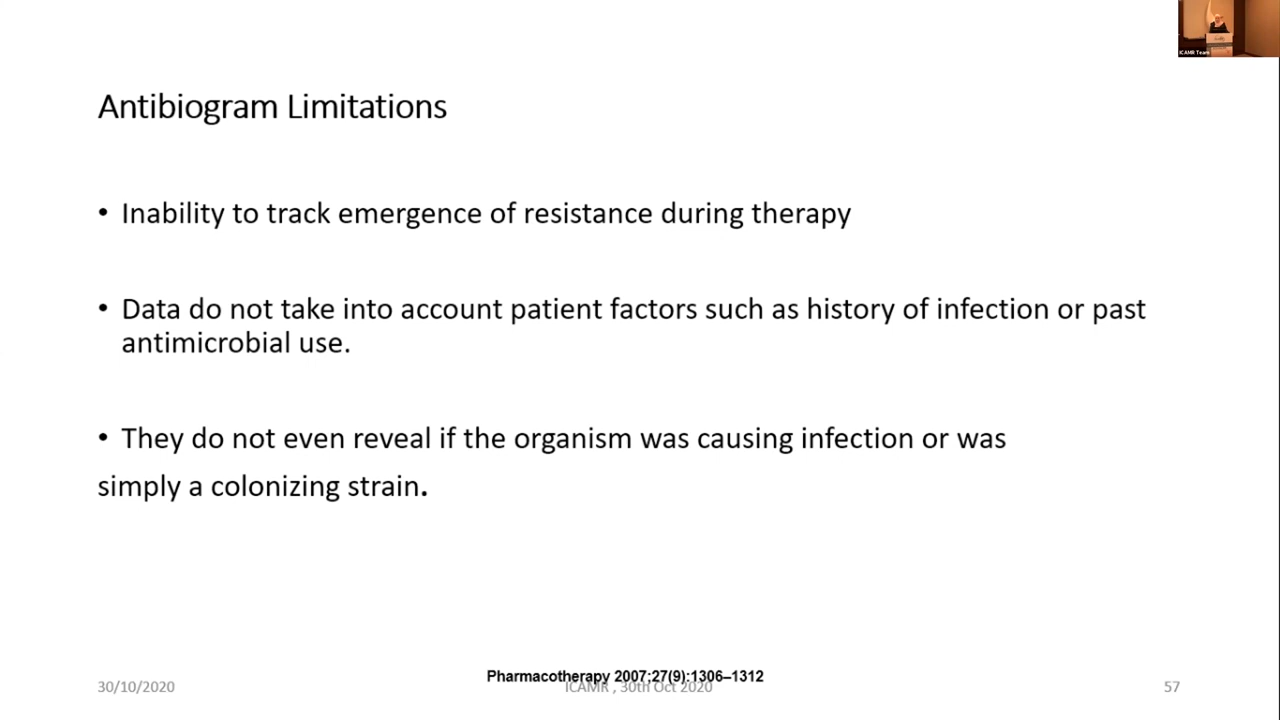 ICAMR Team
Antibiogram Limitations
• Inability to track emergence of resistance during therapy
• Data do not take into account patient factors such as history of infection or past
antimicrobial use.
• They do not even reveal if the organism was causing infection or was
simply a colonizing strain.
Pharmacotherapy 2007;27(9):1306–1312
30/10/2020
ICAMR , 30th Oct 2020
57